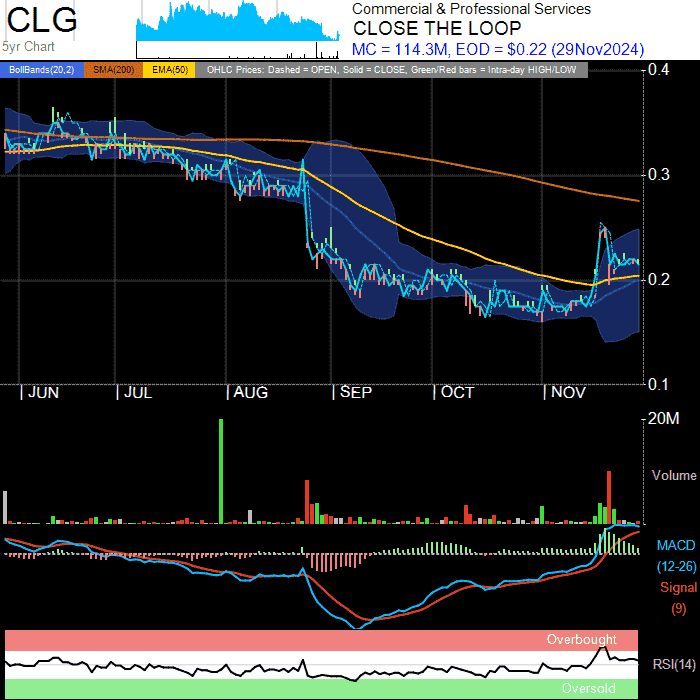 CLG
5yr Chart
Commercial & Professional Services
CLOSE THE LOOP
MC = 114.3M, EOD = $0.22 (29Nov2024)
BollBands(20,2) SMA(200) EMA(50) OHLC Prices: Dashed = OPEN, Solid = CLOSE, Green/Red bars = Intra-day HIGH/LOW
0.4
0.3
0.2
0.1
JUN JUL AUG SEP OCT NOV
20M
Volume
MACD
(12-26)
Signal
(9)
Overbought
RSI(14)
Oversold